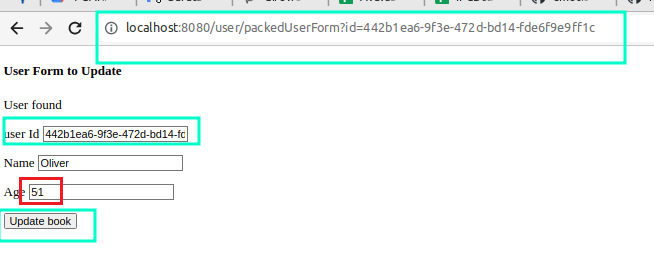 localhost:8080/user/packedUserForm?id=442b1ea6-9f3e-472d-bd14-fde6f9e9ff1c
User Form to Update
User found
user Id 442b1ea6-9f3e-472d-bd14-fd
Name Oliver
Age 51
Update book